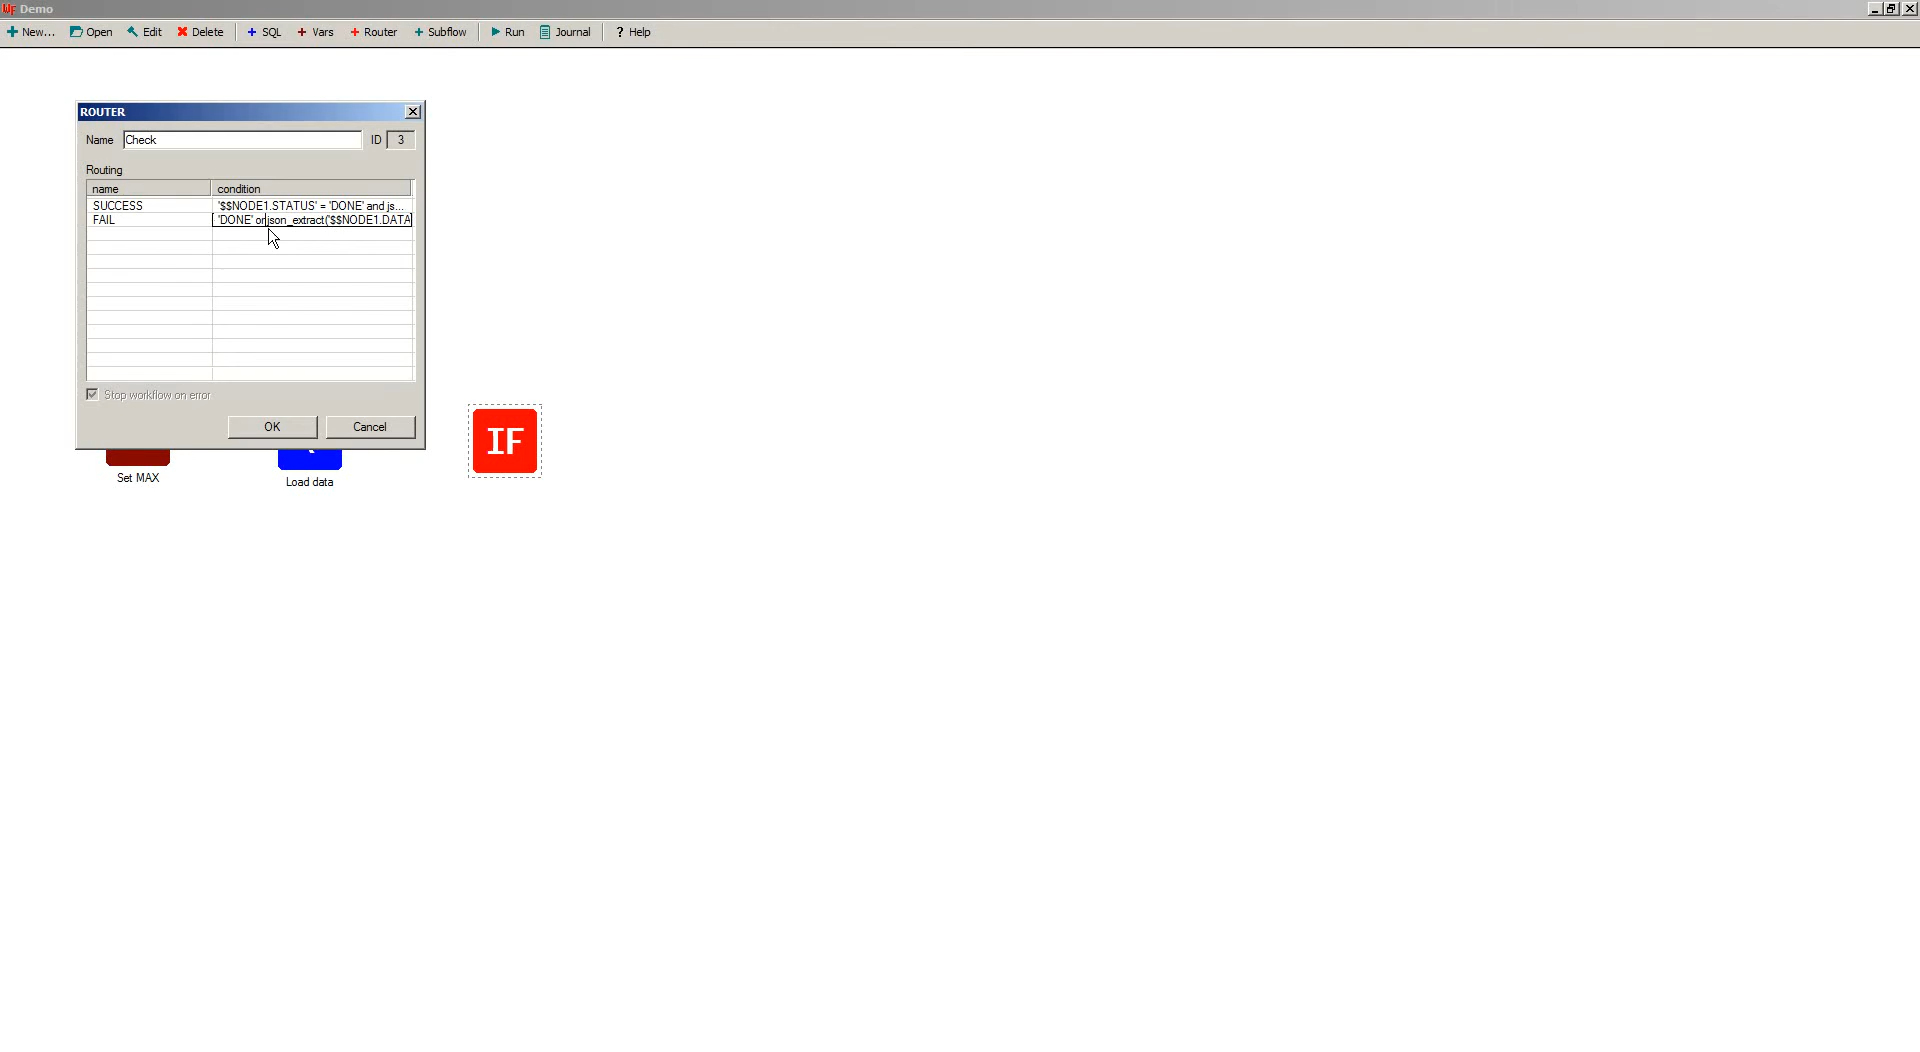 WF Demo
New... Open Edit Delete SQL Vars Router Subflow Run Journal ? Help
ROUTER
Name Check ID 3
Routing
name condition
SUCCESS '$$NODE1.STATUS' = 'DONE' and js...
FAIL 'DONE' or json_extract('$$NODE1.DATA
Stop workflow on error
OK Cancel
IF
Set MAX
Load data